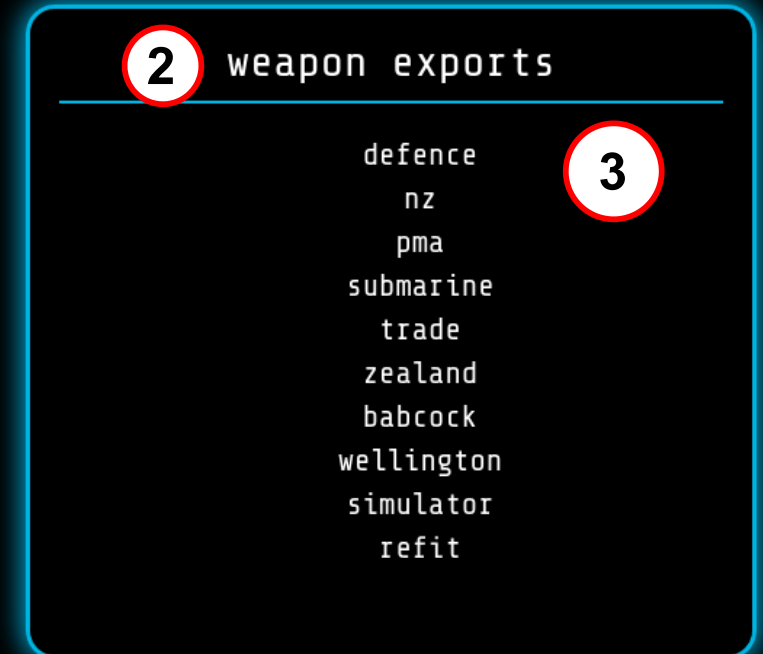 2 weapon exports
3
defence
nz
pma
submarine
trade
zealand
babcock
wellington
simulator
refit